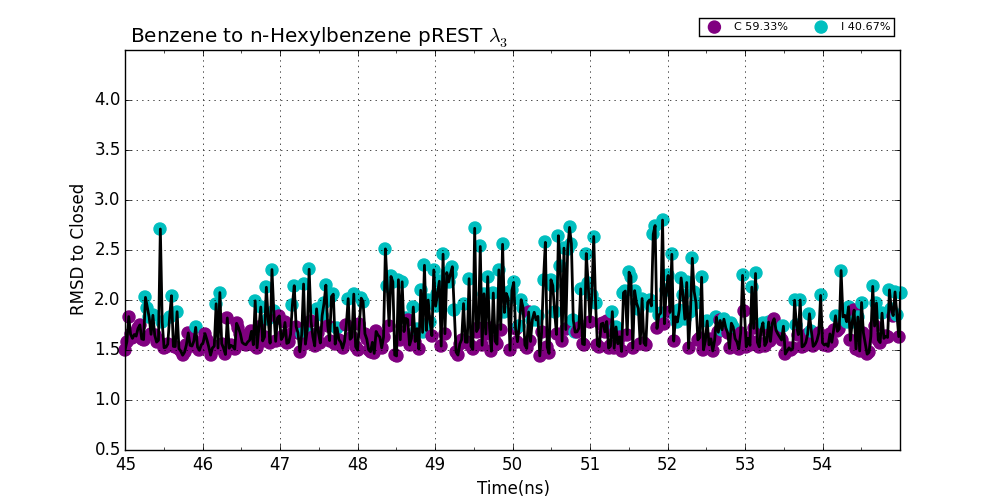 Benzene to n-Hexylbenzene pREST λ₃
C 59.33% I 40.67%
4.0
3.5
3.0
2.5
2.0
1.5
1.0
0.5
RMSD to Closed
45 46 47 48 49 50 51 52 53 54
Time(ns)